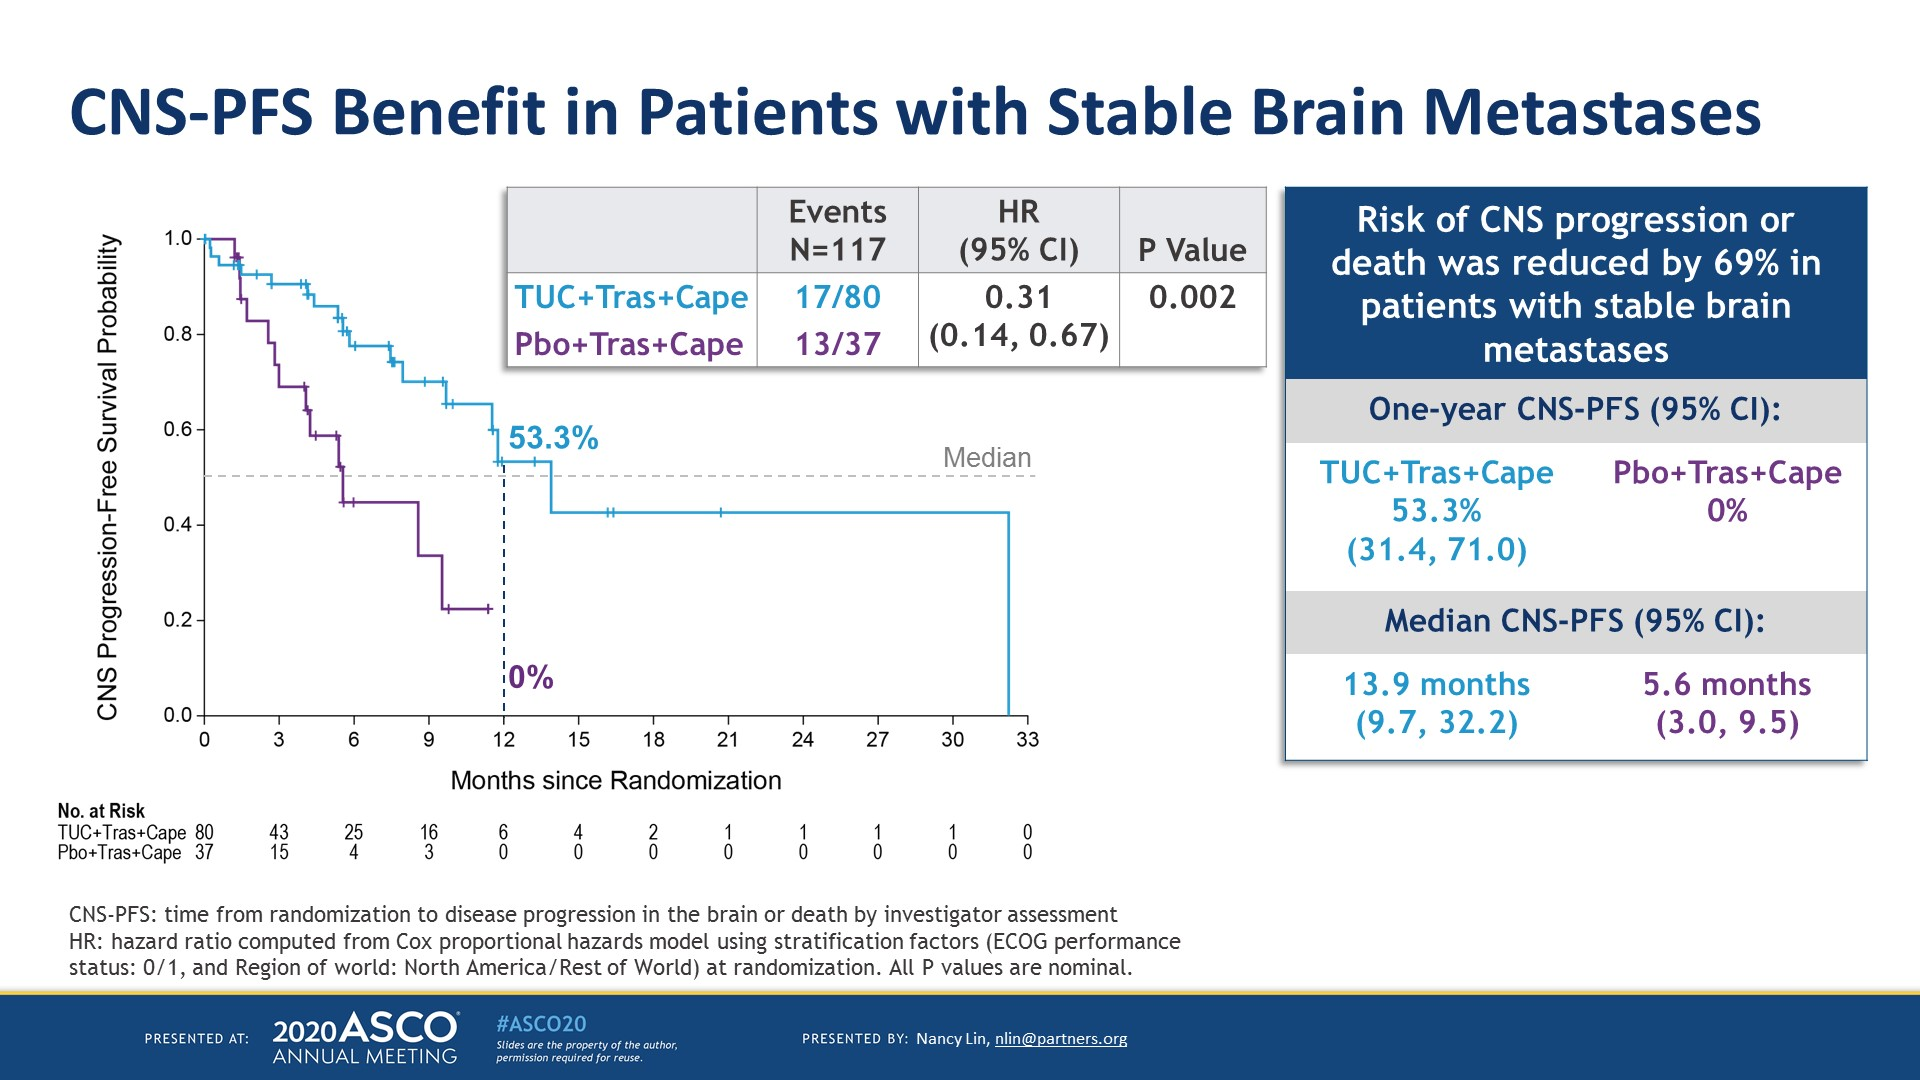 CNS-PFS Benefit in Patients with Stable Brain Metastases
Events
N=117
HR
(95% CI)
P Value
TUC+Tras+Cape
17/80
0.31
(0.14, 0.67)
0.002
Pbo+Tras+Cape
13/37
CNS Progression-Free Survival Probability
1.0
0.8
0.6
0.4
0.2
0.0
53.3%
Median
0%
0 3 6 9 12 15 18 21 24 27 30 33
Months since Randomization
No. at Risk
TUC+Tras+Cape 80 43 25 16 6 4 2 1 1 1 1 0
Pbo+Tras+Cape 37 15 4 3 0 0 0 0 0 0 0 0
Risk of CNS progression or
death was reduced by 69% in
patients with stable brain
metastases
One-year CNS-PFS (95% CI):
TUC+Tras+Cape Pbo+Tras+Cape
53.3% 0%
(31.4, 71.0)
Median CNS-PFS (95% CI):
13.9 months 5.6 months
(9.7, 32.2) (3.0, 9.5)
CNS-PFS: time from randomization to disease progression in the brain or death by investigator assessment
HR: hazard ratio computed from Cox proportional hazards model using stratification factors (ECOG performance
status: 0/1, and Region of world: North America/Rest of World) at randomization. All P values are nominal.
PRESENTED AT:
2020 ASCO
ANNUAL MEETING
#ASCO20
Slides are the property of the author,
permission required for reuse.
PRESENTED BY: Nancy Lin, nlin@partners.org